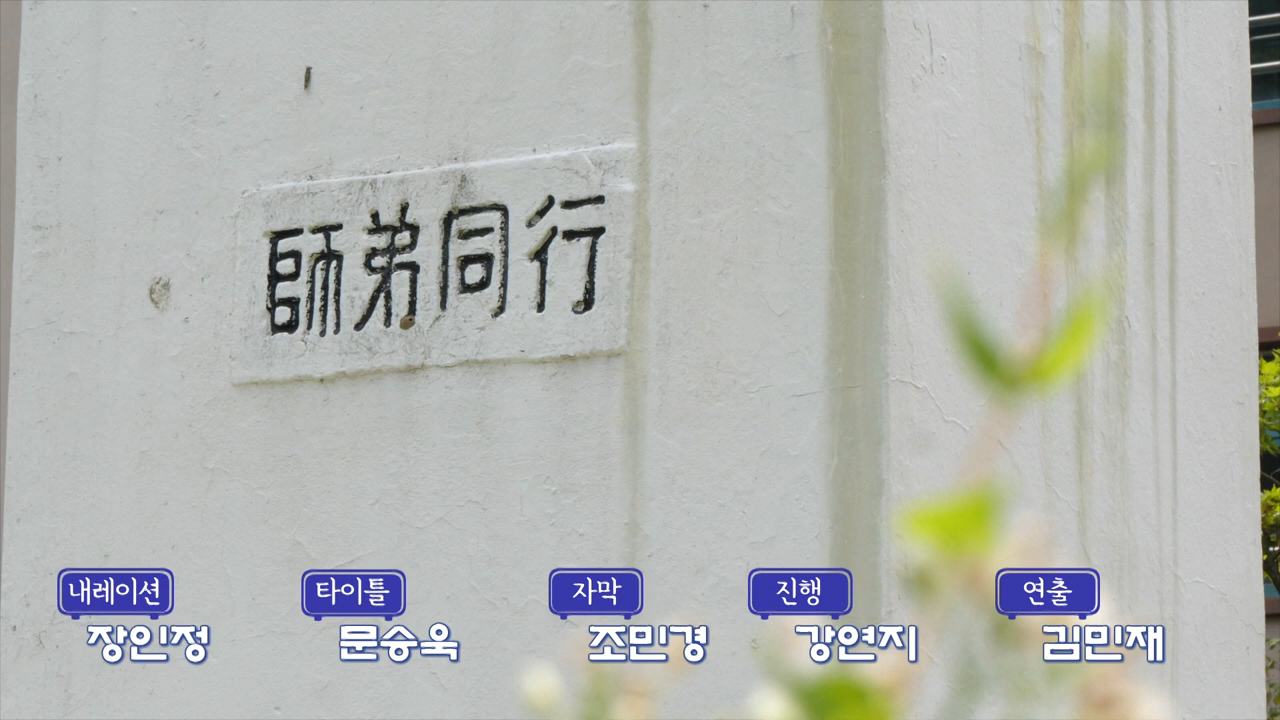 師弟同行
내레이션 타이틀 자막 진행 연출
장인정 문승욱 조민경 강연지 김민재